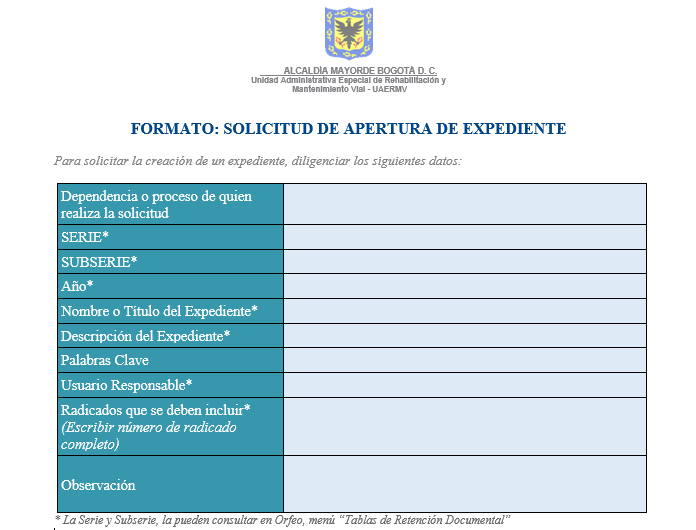 ALCALDÌA MAYORDE BOGOTÁ D. C.
Unidad Administrativa Especial de Rehabilitación y
Mantenimiento Vial - UAERMV
FORMATO: SOLICITUD DE APERTURA DE EXPEDIENTE
Para solicitar la creación de un expediente, diligenciar los siguientes datos:
Dependencia o proceso de quien
realiza la solicitud
SERIE*
SUBSERIE*
Año*
Nombre o Título del Expediente*
Descripción del Expediente*
Palabras Clave
Usuario Responsable*
Radicados que se deben incluir*
(Escribir número de radicado
completo)
Observación
* La Serie y Subserie, la pueden consultar en Orfeo, menú “Tablas de Retención Documental”